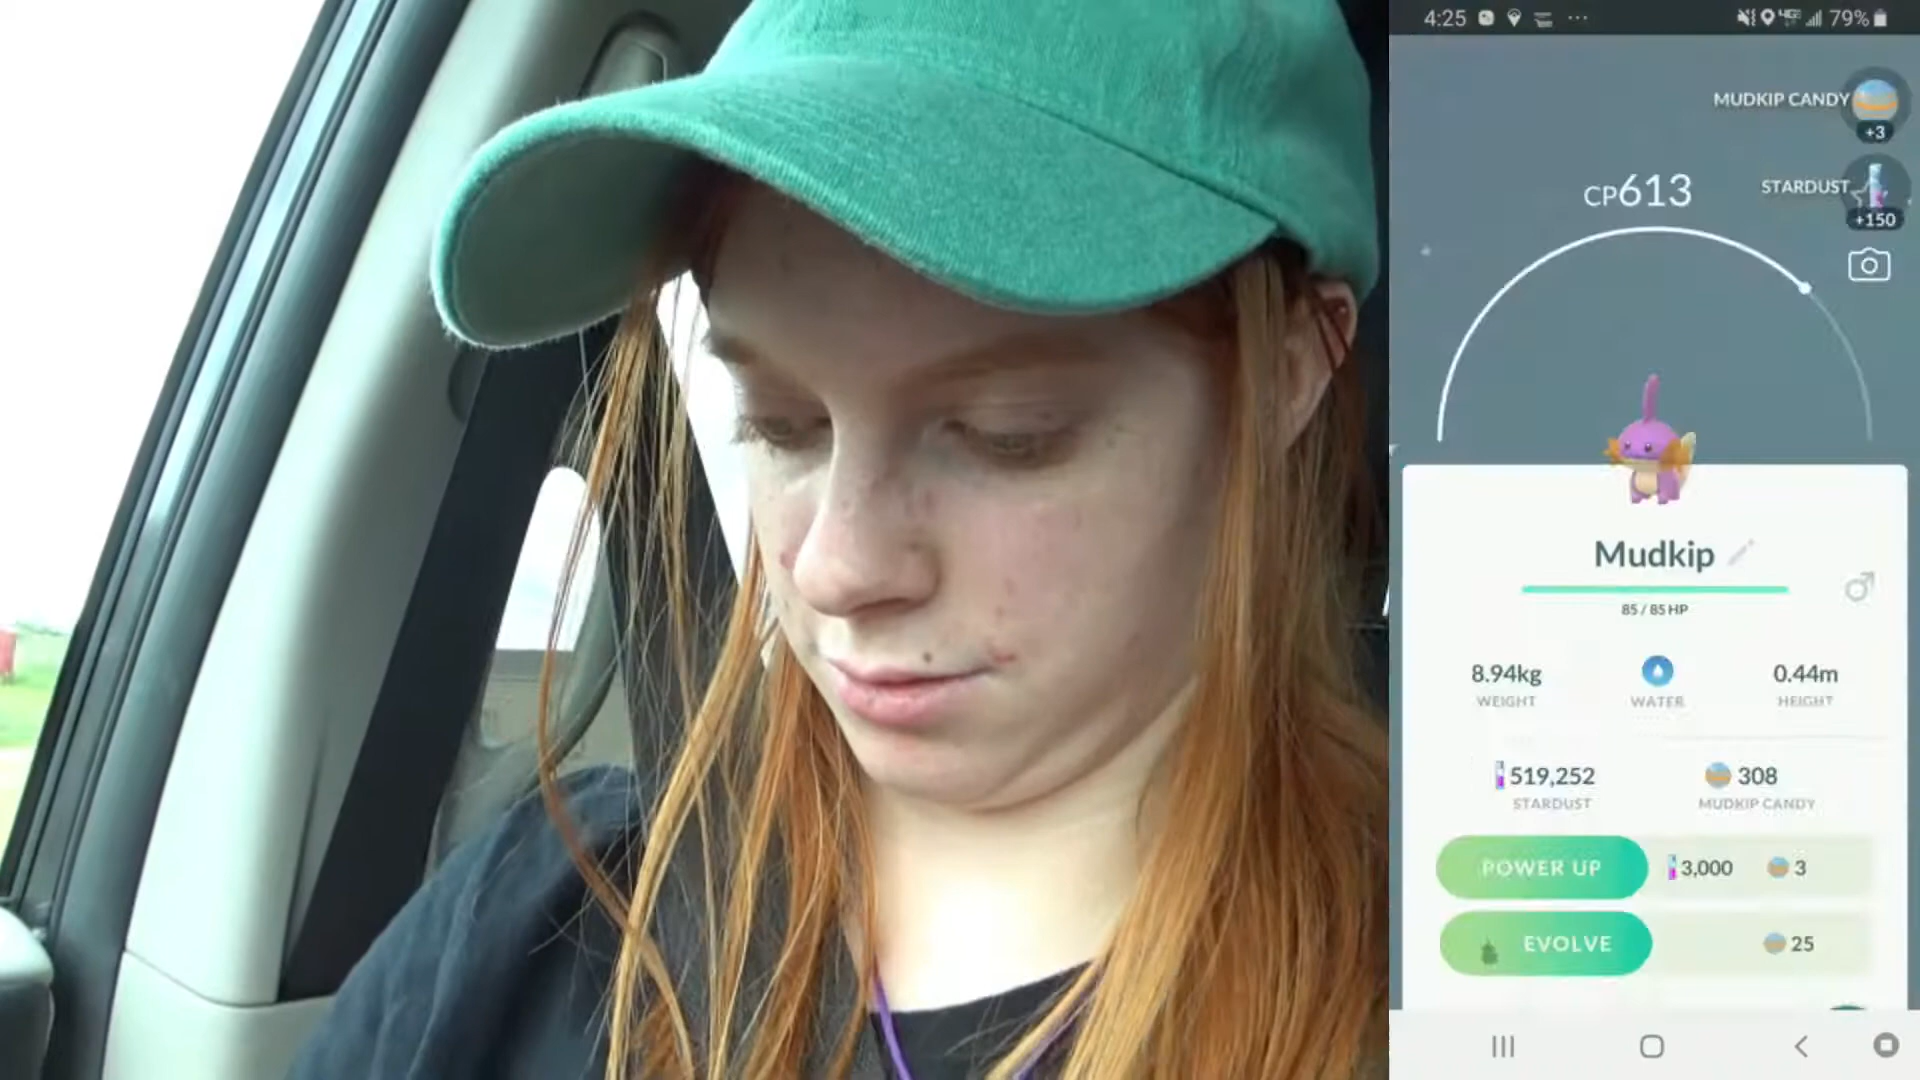 4:25
4G 79%
MUDKIP CANDY
+3
CP613
STARDUST
+150
Mudkip
85 / 85 HP
8.94kg
WEIGHT
WATER
0.44m
HEIGHT
519,252
STARDUST
308
MUDKIP CANDY
POWER UP
3,000
3
EVOLVE
25